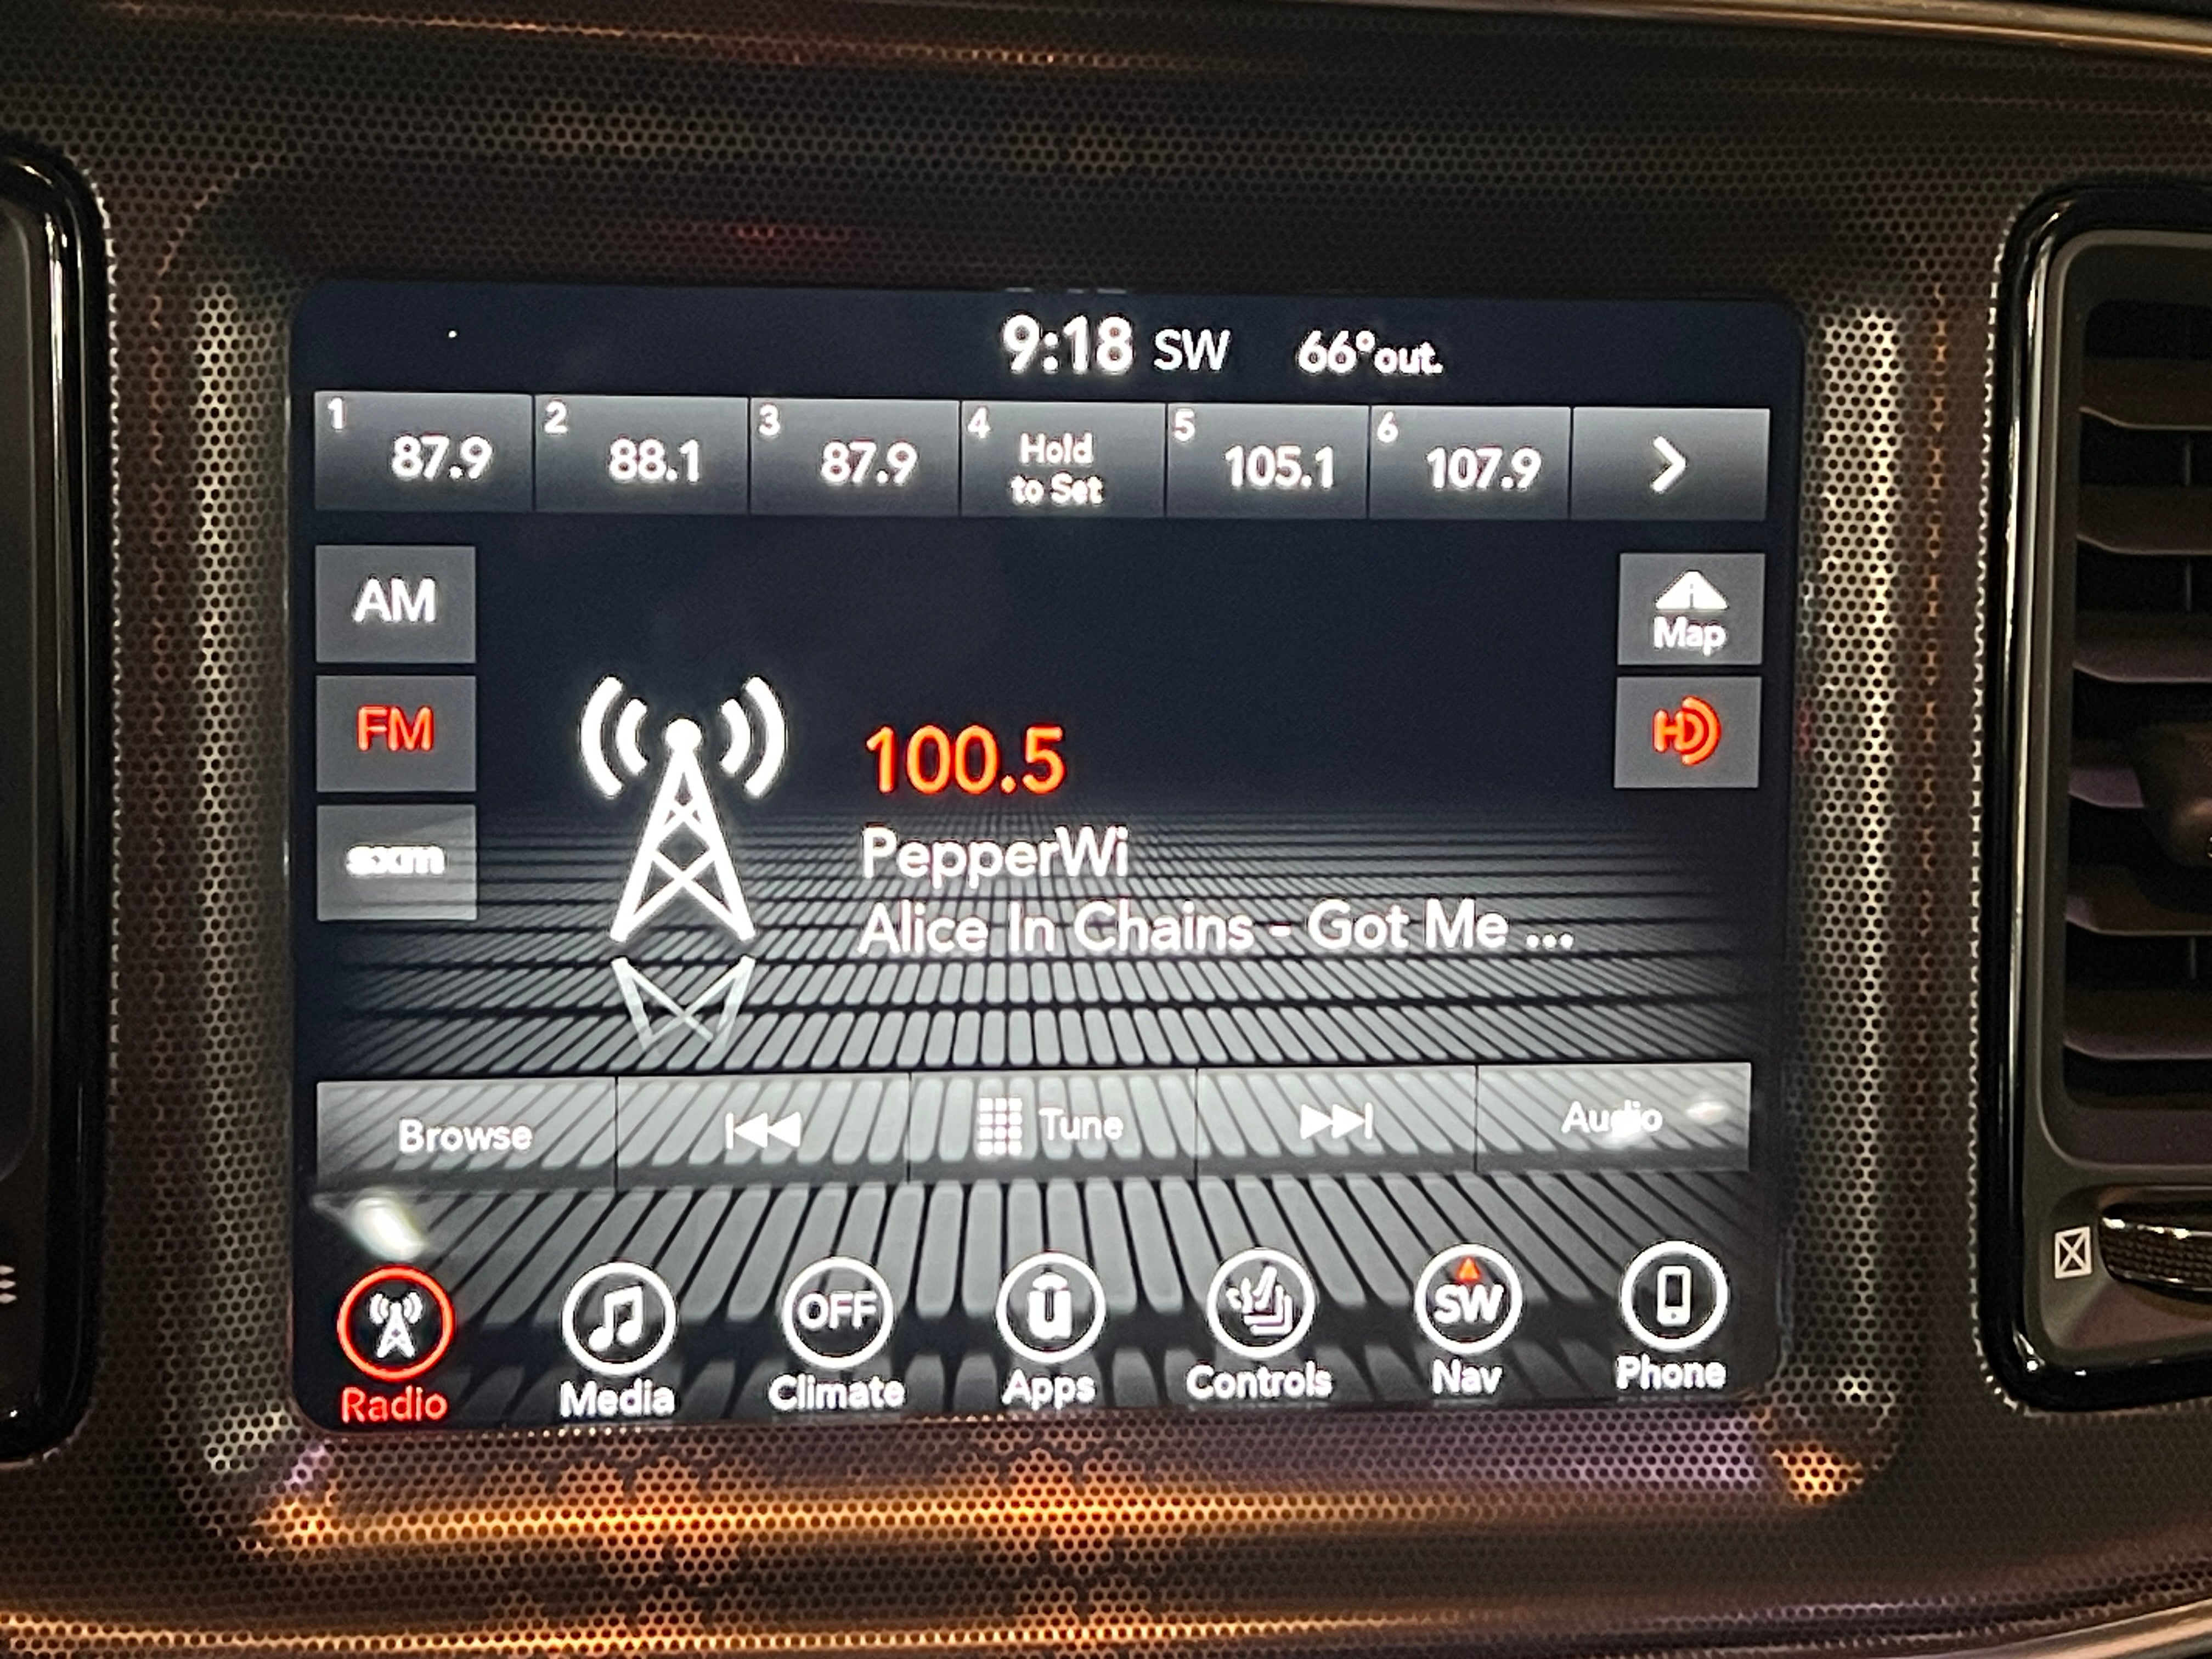 9:18 SW 66°out.
1 87.9 2 88.1 3 87.9 4 Hold to Set 5 105.1 6 107.9
AM
Map
FM
HD
100.5
sxm
PepperWi
Alice In Chains - Got Me ...
Browse Tune Audio
OFF u SW
Radio Media Climate Apps Controls Nav Phone